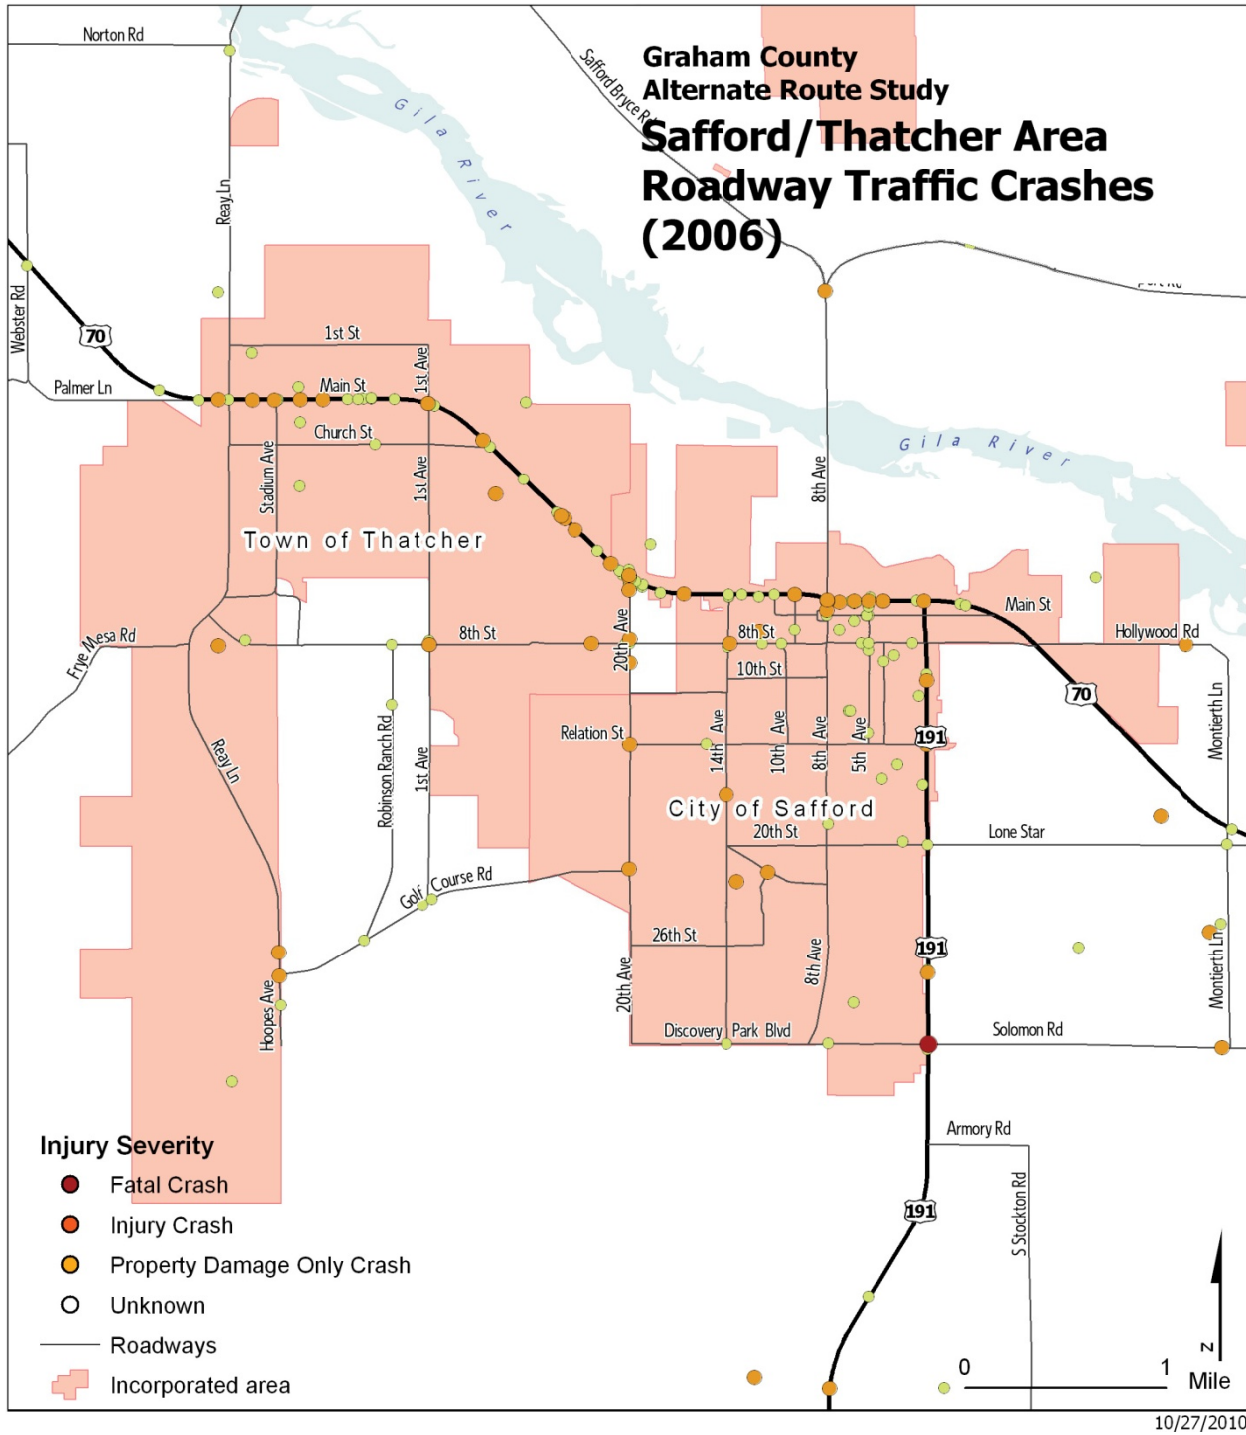 Norton Rd
Safford Bryce Rd
Graham County
Alternate Route Study
Safford/Thatcher Area
Roadway Traffic Crashes
(2006)
Gila River
Reay Ln
Webster Rd
70
1st St
Palmer Ln
Main St
1st Ave
Church St
Stadium Ave
1st Ave
8th Ave
Gila River
Town of Thatcher
Main St
Frye Mesa Rd
8th St
20th Ave
8th St
Hollywood Rd
10th St
70
Relation St
14th Ave
10th Ave
8th Ave
5th Ave
191
Montierth Ln
Reay Ln
Robinson Ranch Rd
1st Ave
City of Safford
20th St
Lone Star
Golf Course Rd
26th St
191
Hoopes Ave
20th Ave
8th Ave
Montierth Ln
Discovery Park Blvd
Solomon Rd
Armory Rd
S Stockton Rd
191
Injury Severity
Fatal Crash
Injury Crash
Property Damage Only Crash
Unknown
Roadways
Incorporated area
0 1
Mile
N
10/27/2010